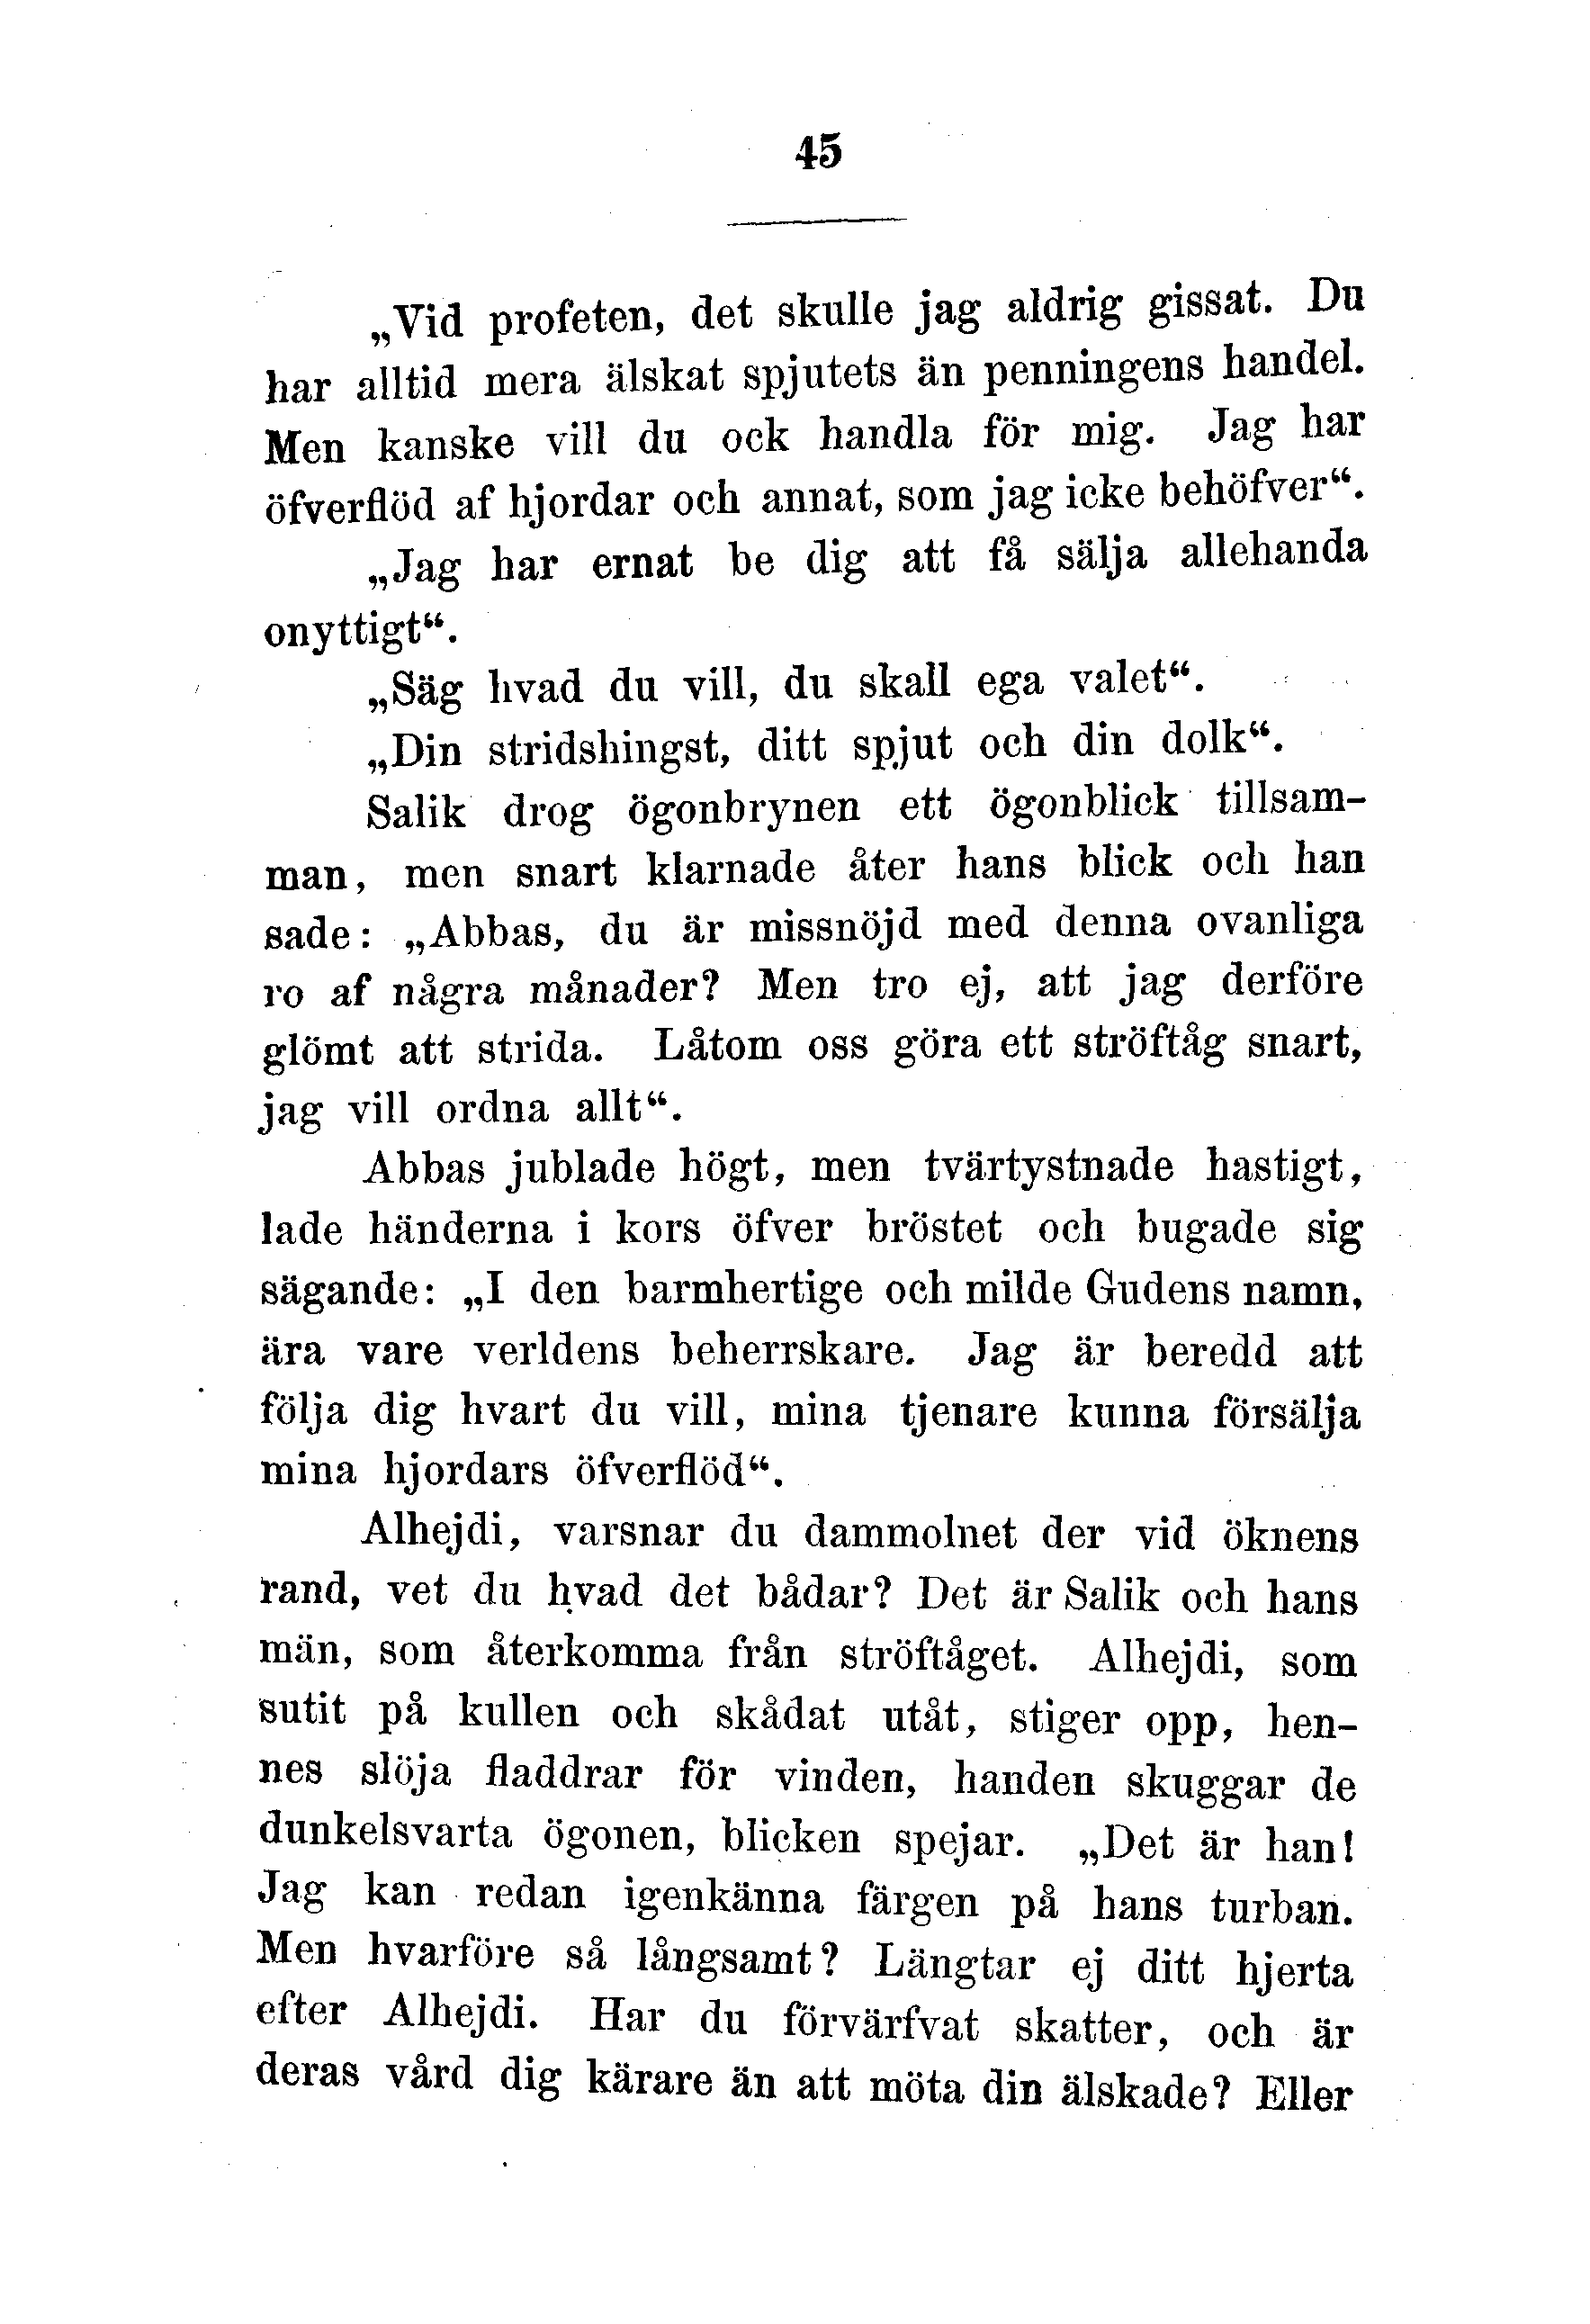 45
„Vid profeten, det skulle jag aldrig gissat. Du
har alltid mera älskat spjutets än penningens handel.
Men kanske vill du ock handla för mig. Jag har
öfverflöd af hjordar och annat, som jag icke behöfver“.
„Jag har ernat be dig att få sälja allehanda
onyttigt“.
„Säg hvad du vill, du skall ega valet“.
„Din stridshingst, ditt spjut och din dolk“.
Salik drog ögonbrynen ett ögonblick tillsam-
man, men snart klarnade åter hans blick och han
sade: „Abbas, du är missnöjd med denna ovanliga
ro af några månader? Men tro ej, att jag derföre
glömt att strida. Låtom oss göra ett ströftåg snart,
jag vill ordna allt“.
Abbas jublade högt, men tvärtystnade hastigt,
lade händerna i kors öfver bröstet och bugade sig
sägande: „I den barmhertige och milde Gudens namn,
ära vare verldens beherrskare. Jag är beredd att
följa dig hvart du vill, mina tjenare kunna försälja
mina hjordars öfverflöd“.
Alhejdi, varsnar du dammolnet der vid öknens
rand, vet du hvad det bådar? Det är Salik och hans
män, som återkomma från ströftåget. Alhejdi, som
sutit på kullen och skådat utåt, stiger opp, hen-
nes slöja fladdrar för vinden, handen skuggar de
dunkelsvarta ögonen, blicken spejar. „Det är han!
Jag kan redan igenkänna färgen på hans turban.
Men hvarföre så långsamt? Längtar ej ditt hjerta
efter Alhejdi. Har du förvärfvat skatter, och är
deras vård dig kärare än att möta din älskade? Eller